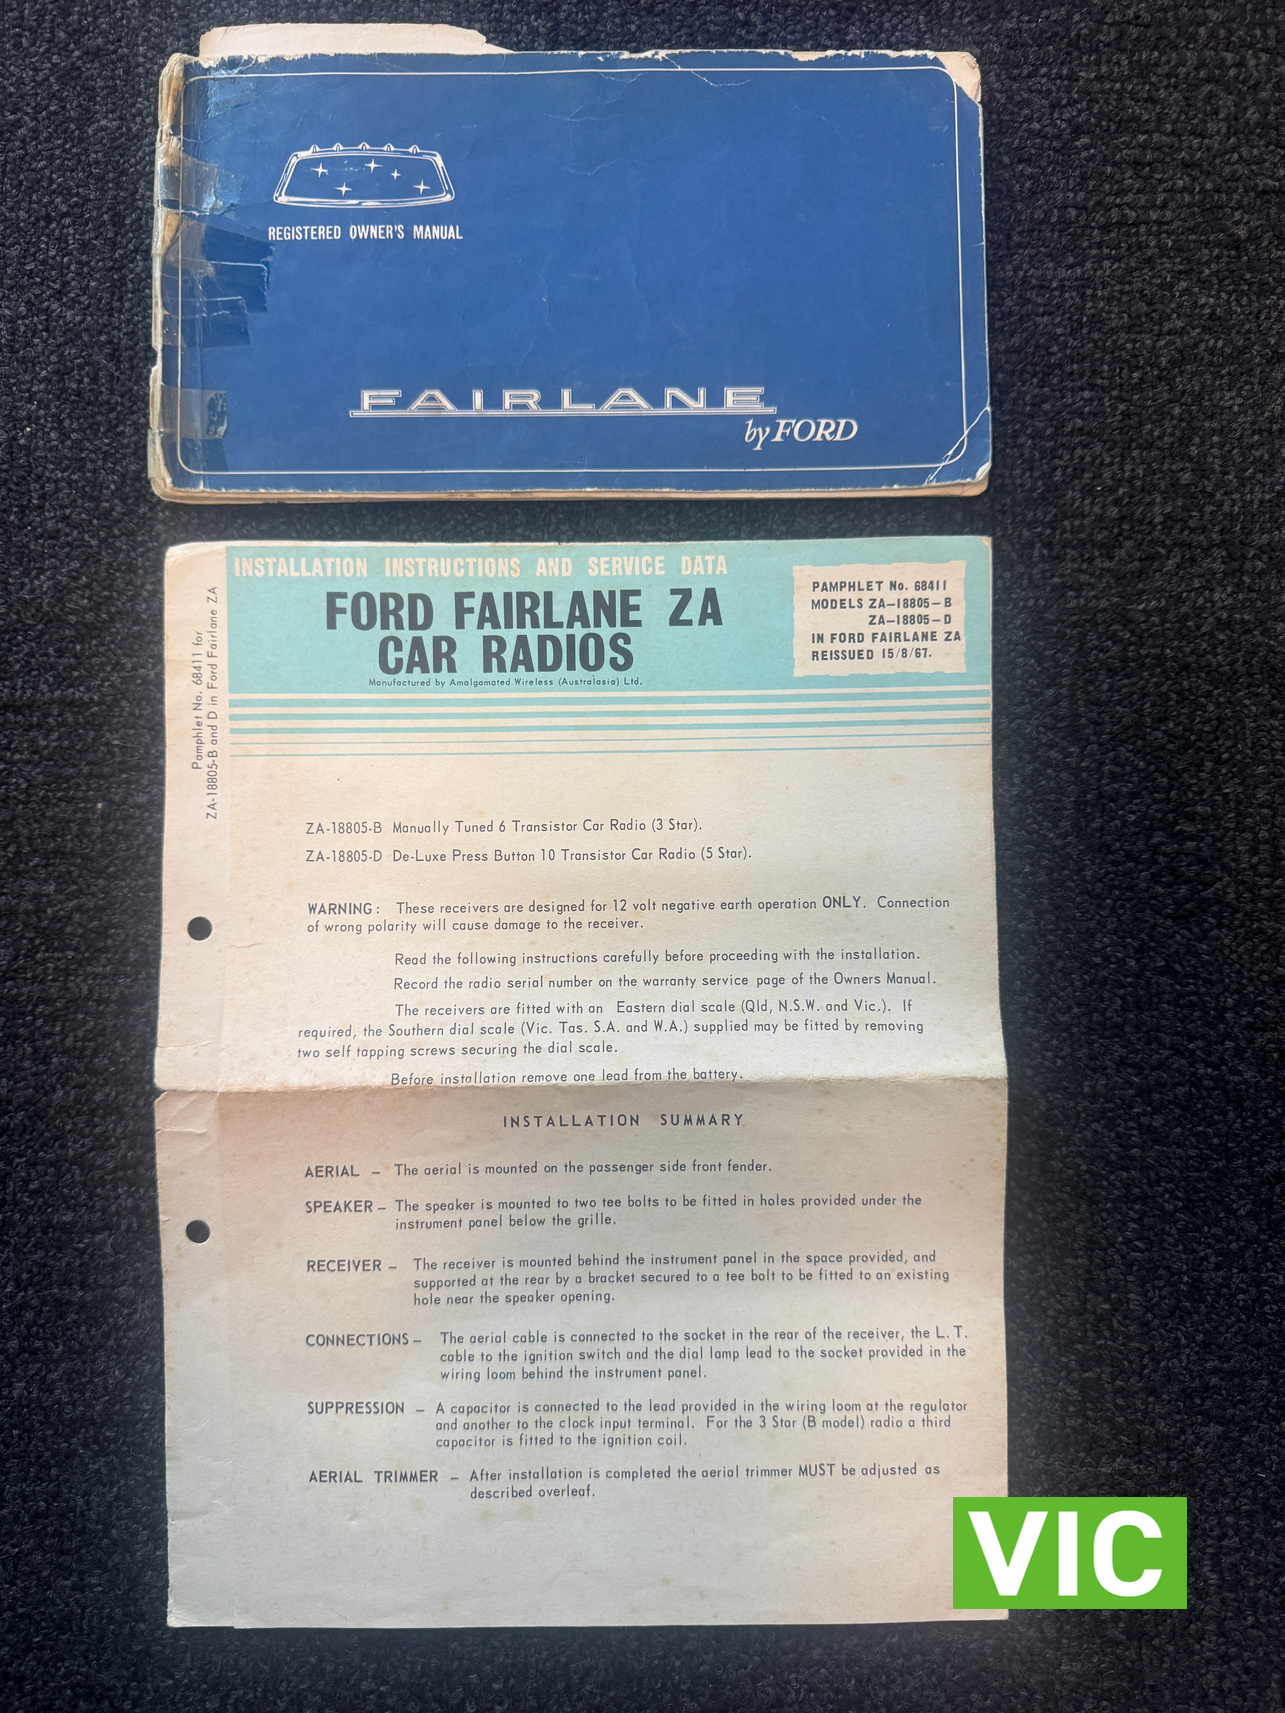 REGISTERED OWNER'S MANUAL
FAIRLANE
by FORD
INSTALLATION INSTRUCTIONS AND SERVICE DATA
FORD FAIRLANE ZA
CAR RADIOS
Manufactured by Amalgamated Wireless (Australasia) Ltd.
PAMPHLET No. 68411
MODELS ZA-18805-B
ZA-18805-D
IN FORD FAIRLANE ZA
REISSUED 15/8/67.
Pamphlet No. 68411 for
ZA-18805-B and D in Ford Fairlane ZA
ZA-18805-B Manually Tuned 6 Transistor Car Radio (3 Star).
ZA-18805-D De-Luxe Press Button 10 Transistor Car Radio (5 Star).
WARNING: These receivers are designed for 12 volt negative earth operation ONLY. Connection
of wrong polarity will cause damage to the receiver.
Read the following instructions carefully before proceeding with the installation.
Record the radio serial number on the warranty service page of the Owners Manual.
The receivers are fitted with an Eastern dial scale (Qld, N.S.W. and Vic.). If
required, the Southern dial scale (Vic. Tas. S.A. and W.A.) supplied may be fitted by removing
two self tapping screws securing the dial scale.
Before installation remove one lead from the battery.
INSTALLATION SUMMARY
AERIAL - The aerial is mounted on the passenger side front fender.
SPEAKER - The speaker is mounted to two tee bolts to be fitted in holes provided under the
instrument panel below the grille.
RECEIVER - The receiver is mounted behind the instrument panel in the space provided, and
supported at the rear by a bracket secured to a tee bolt to be fitted to an existing
hole near the speaker opening.
CONNECTIONS - The aerial cable is connected to the socket in the rear of the receiver, the L.T.
cable to the ignition switch and the dial lamp lead to the socket provided in the
wiring loom behind the instrument panel.
SUPPRESSION - A capacitor is connected to the lead provided in the wiring loom at the regulator
and another to the clock input terminal. For the 3 Star (B model) radio a third
capacitor is fitted to the ignition coil.
AERIAL TRIMMER - After installation is completed the aerial trimmer MUST be adjusted as
described overleaf.
VIC